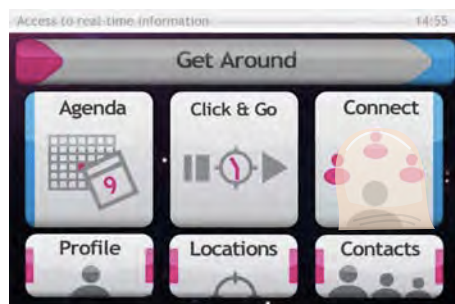 Access to real-time information 14:55
Get Around
Agenda Click & Go Connect
9
Profile Locations Contacts